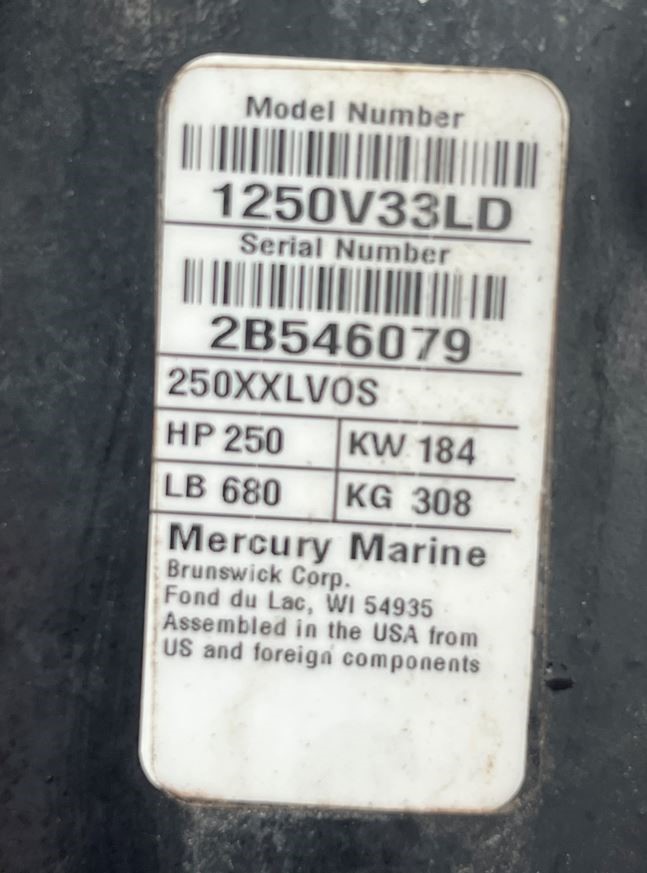 Model Number
1250V33LD
Serial Number
2B546079
250XXLVOS
HP 250 KW 184
LB 680 KG 308
Mercury Marine
Brunswick Corp.
Fond du Lac, WI 54935
Assembled in the USA from
US and foreign components